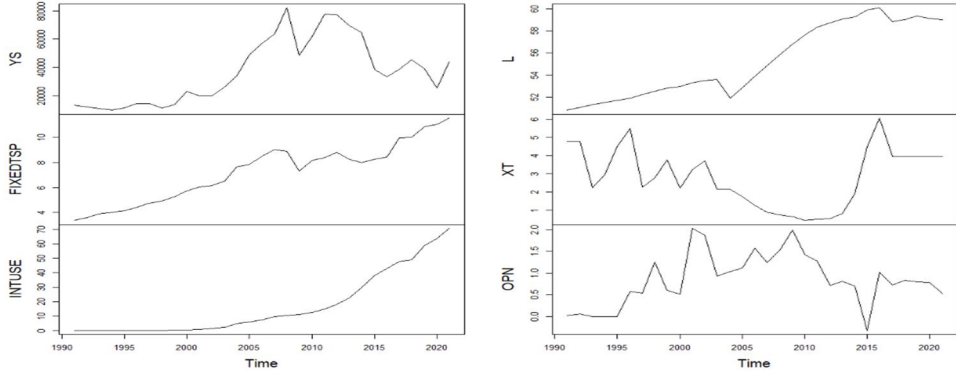 YS
20000 40000 60000 80000
FIXEDTSP
4 6 8 10
INTUSE
0 10 20 30 40 50 60 70
1990 1995 2000 2005 2010 2015 2020
Time
L
52 54 56 58 60
XT
1 2 3 4 5 6
OPN
0.0 0.5 1.0 1.5 2.0
1990 1995 2000 2005 2010 2015 2020
Time